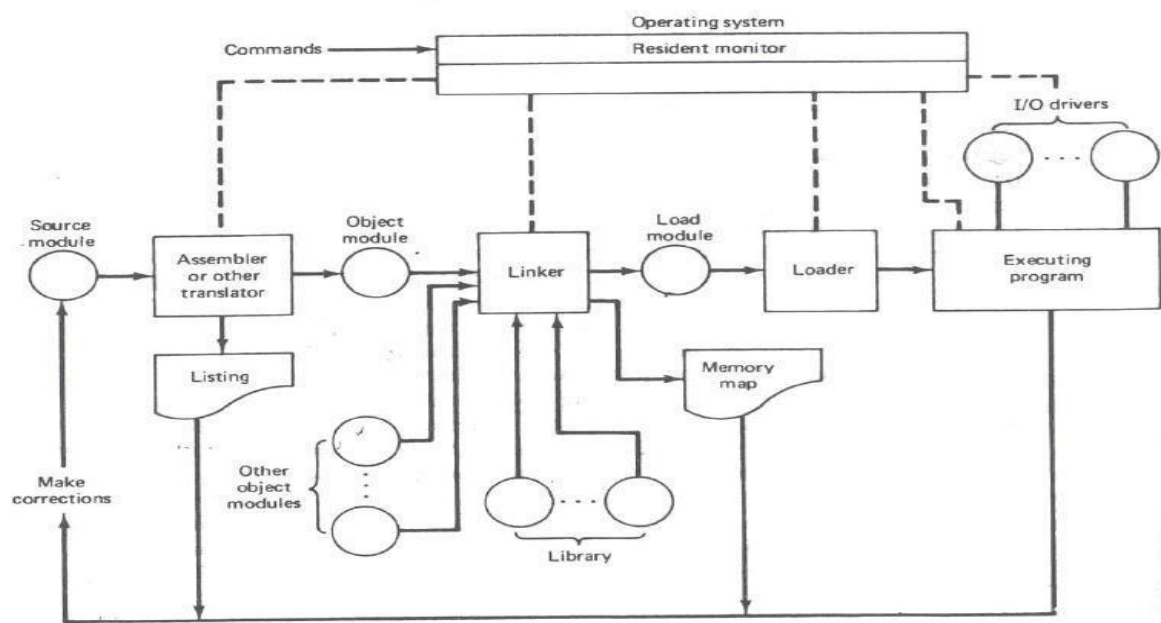 Operating system
Commands
Resident monitor
I/O drivers
Source
module
Assembler
or other
translator
Object
module
Linker
Load
module
Loader
Executing
program
Listing
Memory
map
Other
object
modules
Make
corrections
Library